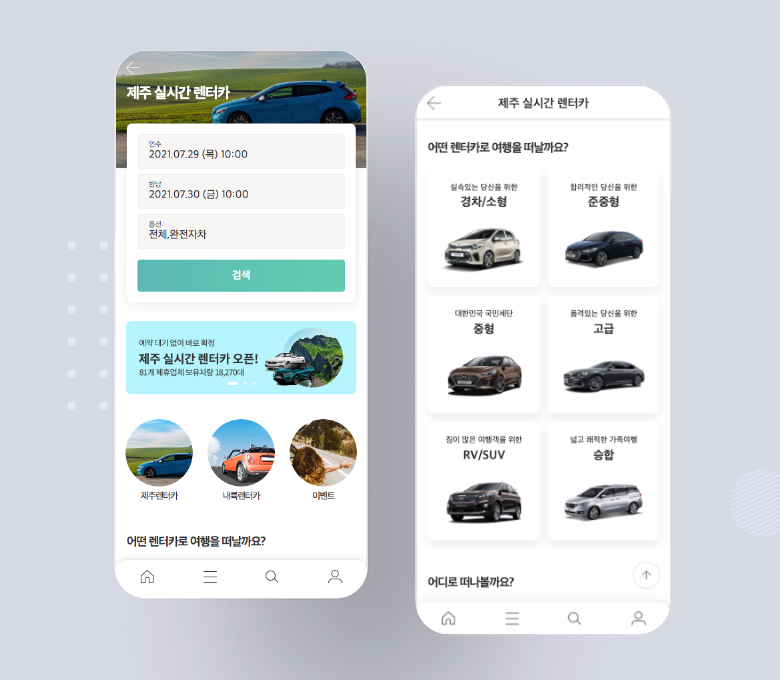 제주 실시간 렌터카
인수
2021.07.29 (목) 10:00
반납
2021.07.30 (금) 10:00
옵션
전체,완전자차
검색
예약 대기 없이 바로 확정
제주 실시간 렌터카 오픈!
81개 제휴업체 보유차량 18,270대
제주렌터카
내륙렌터카
이벤트
어떤 렌터카로 여행을 떠날까요?
제주 실시간 렌터카
어떤 렌터카로 여행을 떠날까요?
실속있는 당신을 위한
경차/소형
합리적인 당신을 위한
준중형
대한민국 국민세단
중형
품격있는 당신을 위한
고급
짐이 많은 여행객을 위한
RV/SUV
넓고 쾌적한 가족여행
승합
어디로 떠나볼까요?